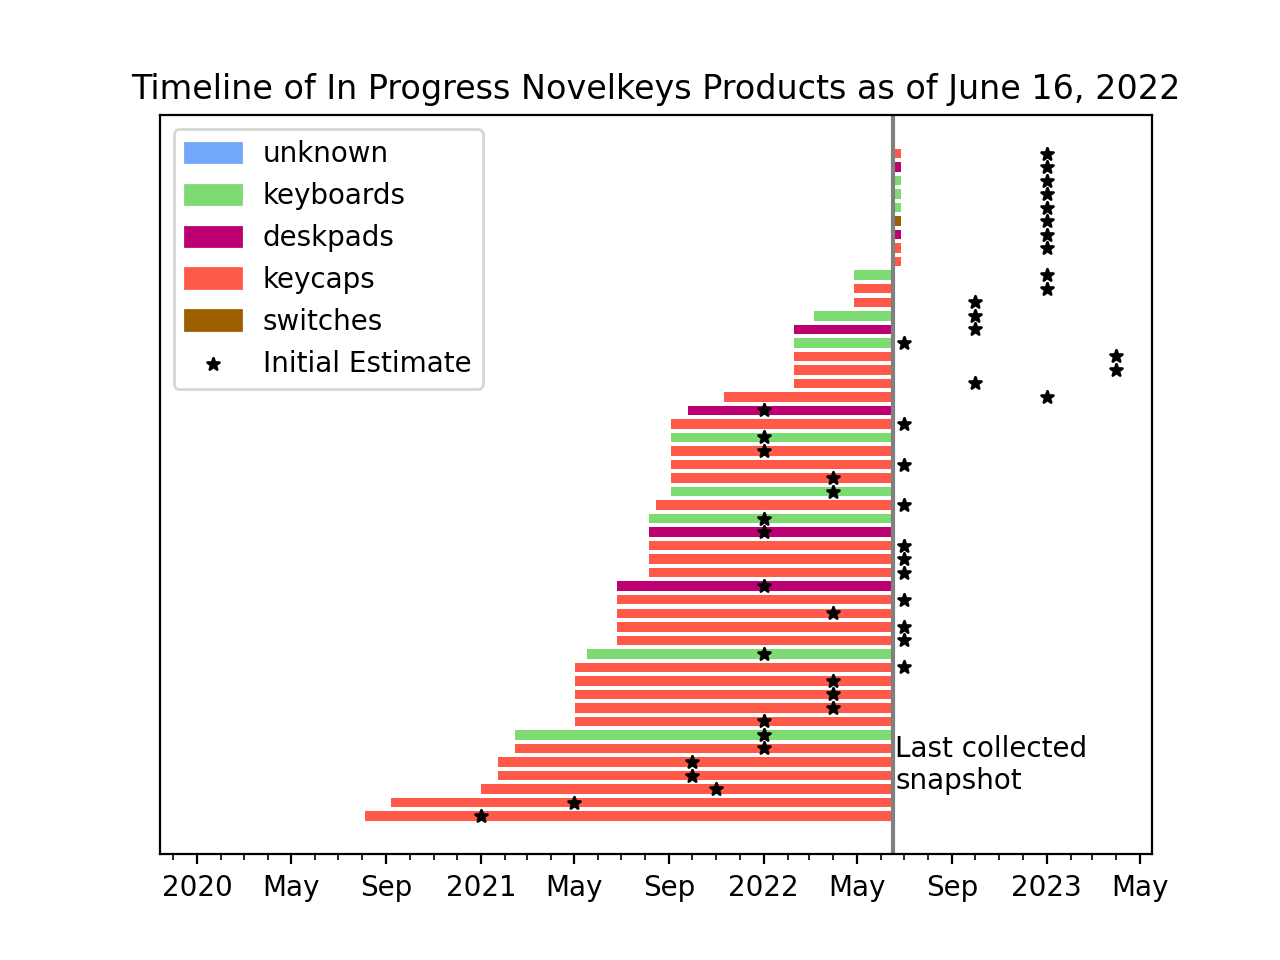 Timeline of In Progress Novelkeys Products as of June 16, 2022
unknown
keyboards
deskpads
keycaps
switches
Initial Estimate
Last collected
snapshot
2020 May Sep 2021 May Sep 2022 May Sep 2023 May